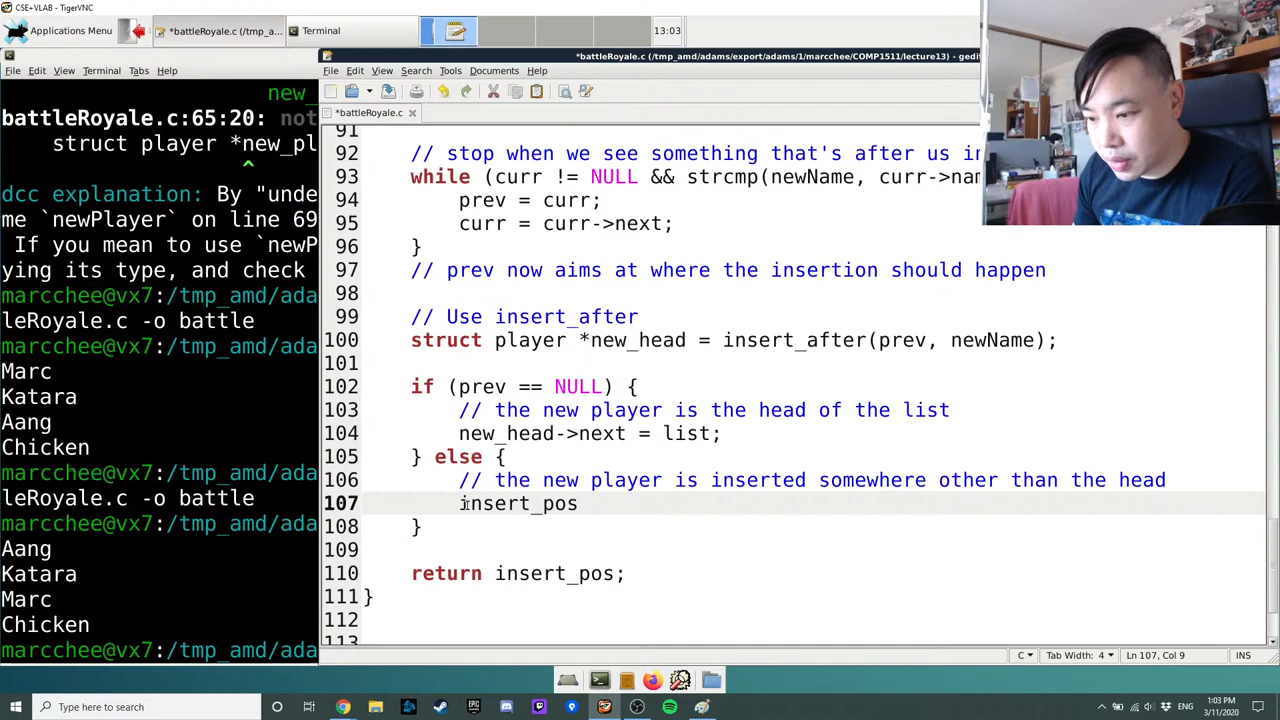 CSE+VLAB - TigerVNC
Applications Menu
*battleRoyale.c (/tmp_a...
Terminal
13:03
*battleRoyale.c (/tmp_amd/adams/export/adams/1/marcchee/COMP1511/lecture13) - gedit
File Edit View Terminal Tabs Help
File Edit View Search Tools Documents Help
*battleRoyale.c
new_
battleRoyale.c:65:20: not
struct player *new_pl
^
dcc explanation: By "unde
me `newPlayer` on line 69
If you mean to use `newP
ying its type, and check
marcchee@vx7:/tmp_amd/ada
leRoyale.c -o battle
marcchee@vx7:/tmp_amd/ada
Marc
Katara
Aang
Chicken
marcchee@vx7:/tmp_amd/ada
leRoyale.c -o battle
marcchee@vx7:/tmp_amd/ada
Aang
Katara
Marc
Chicken
marcchee@vx7:/tmp_amd/ada
91
92 // stop when we see something that's after us in
93 while (curr != NULL && strcmp(newName, curr->nam
94 prev = curr;
95 curr = curr->next;
96 }
97 // prev now aims at where the insertion should happen
98
99 // Use insert_after
100 struct player *new_head = insert_after(prev, newName);
101
102 if (prev == NULL) {
103 // the new player is the head of the list
104 new_head->next = list;
105 } else {
106 // the new player is inserted somewhere other than the head
107 insert_pos
108 }
109
110 return insert_pos;
111 }
112
113
C Tab Width: 4 Ln 107, Col 9 INS
Type here to search
ENG
1:03 PM
3/11/2020